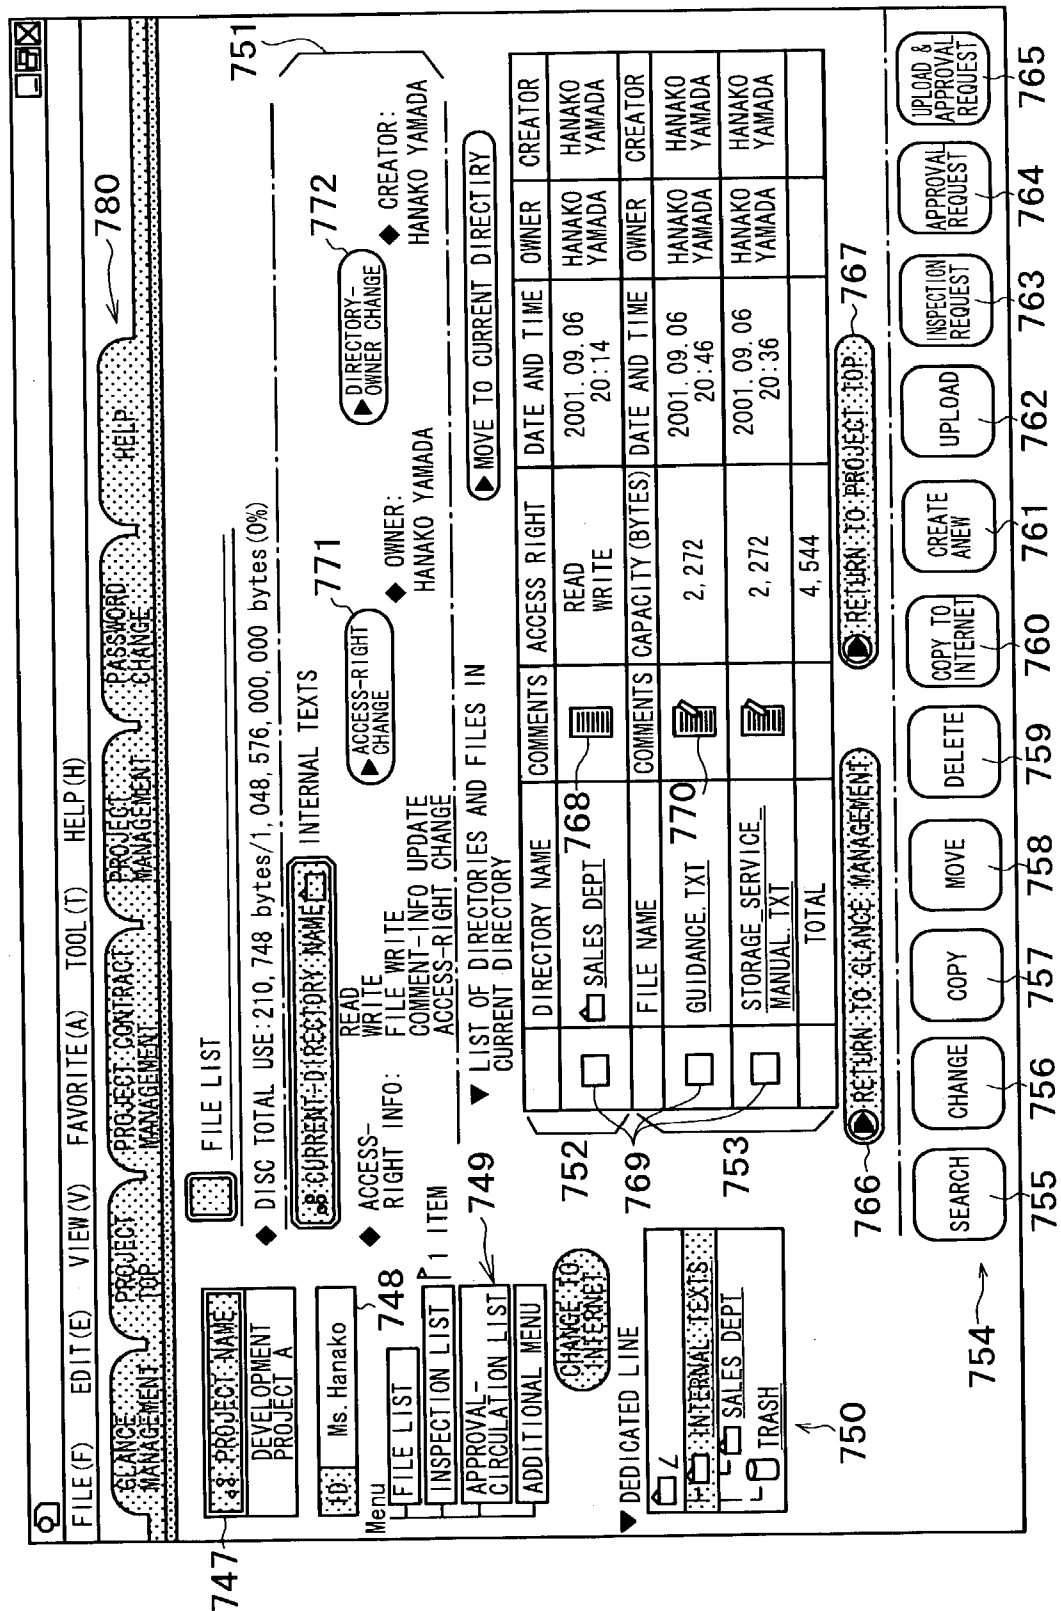 FILE(F) EDIT(E) VIEW(V) FAVORITE(A) TOOL(T) HELP(H)
GLANCE MANAGEMENT
PROJECT TOP
PROJECT CONTRACT MANAGEMENT
PROJECT MANAGEMENT
PASSWORD CHANGE
HELP
780
747
PROJECT NAME
DEVELOPMENT
PROJECT A
ID Ms. Hanako
748
Menu
FILE LIST
INSPECTION LIST 1 ITEM
APPROVAL-
CIRCULATION LIST
749
ADDITIONAL MENU
CHANGE TO
INTERNET
▼ DEDICATED LINE
/
INTERNAL TEXTS
SALES DEPT
TRASH
750
FILE LIST
◆ DISC TOTAL USE:210,748 bytes/1,048,576,000,000 bytes(0%)
CURRENT DIRECTORY NAME INTERNAL TEXTS
751
◆ ACCESS-
RIGHT INFO:
READ
WRITE
FILE WRITE
COMMENT-INFO UPDATE
ACCESS-RIGHT CHANGE
771
▶ ACCESS-RIGHT
CHANGE
772
▶ DIRECTORY-
OWNER CHANGE
◆ OWNER:
HANAKO YAMADA
◆ CREATOR:
HANAKO YAMADA
▼ LIST OF DIRECTORIES AND FILES IN
CURRENT DIRECTORY
▶ MOVE TO CURRENT DIRECTIRY
DIRECTORY NAME COMMENTS ACCESS RIGHT DATE AND TIME OWNER CREATOR
752
SALES DEPT 768 READ WRITE 2001.09.06 20:14 HANAKO YAMADA HANAKO YAMADA
769
FILE NAME COMMENTS CAPACITY(BYTES) DATE AND TIME OWNER CREATOR
753
GUIDANCE.TXT 770 2,272 2001.09.06 20:46 HANAKO YAMADA HANAKO YAMADA
STORAGE_SERVICE_
MANUAL.TXT 2,272 2001.09.06 20:36 HANAKO YAMADA HANAKO YAMADA
TOTAL 4,544
766 RETURN TO GLANCE MANAGEMENT
RETURN TO PROJECT TOP 767
754
SEARCH
CHANGE
COPY
MOVE
DELETE
COPY TO INTERNET
CREATE ANEW
UPLOAD
INSPECTION REQUEST
APPROVAL REQUEST
UPLOAD & APPROVAL REQUEST
755 756 757 758 759 760 761 762 763 764 765